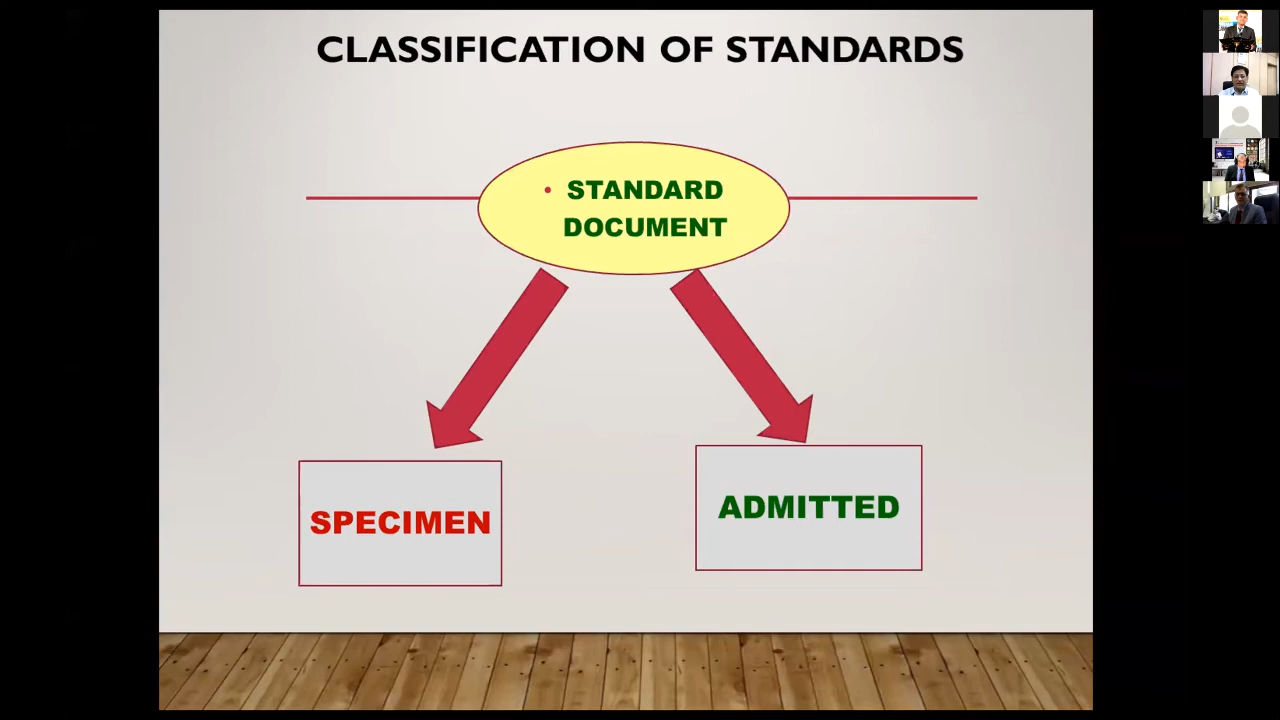 CLASSIFICATION OF STANDARDS
• STANDARD
DOCUMENT
SPECIMEN
ADMITTED